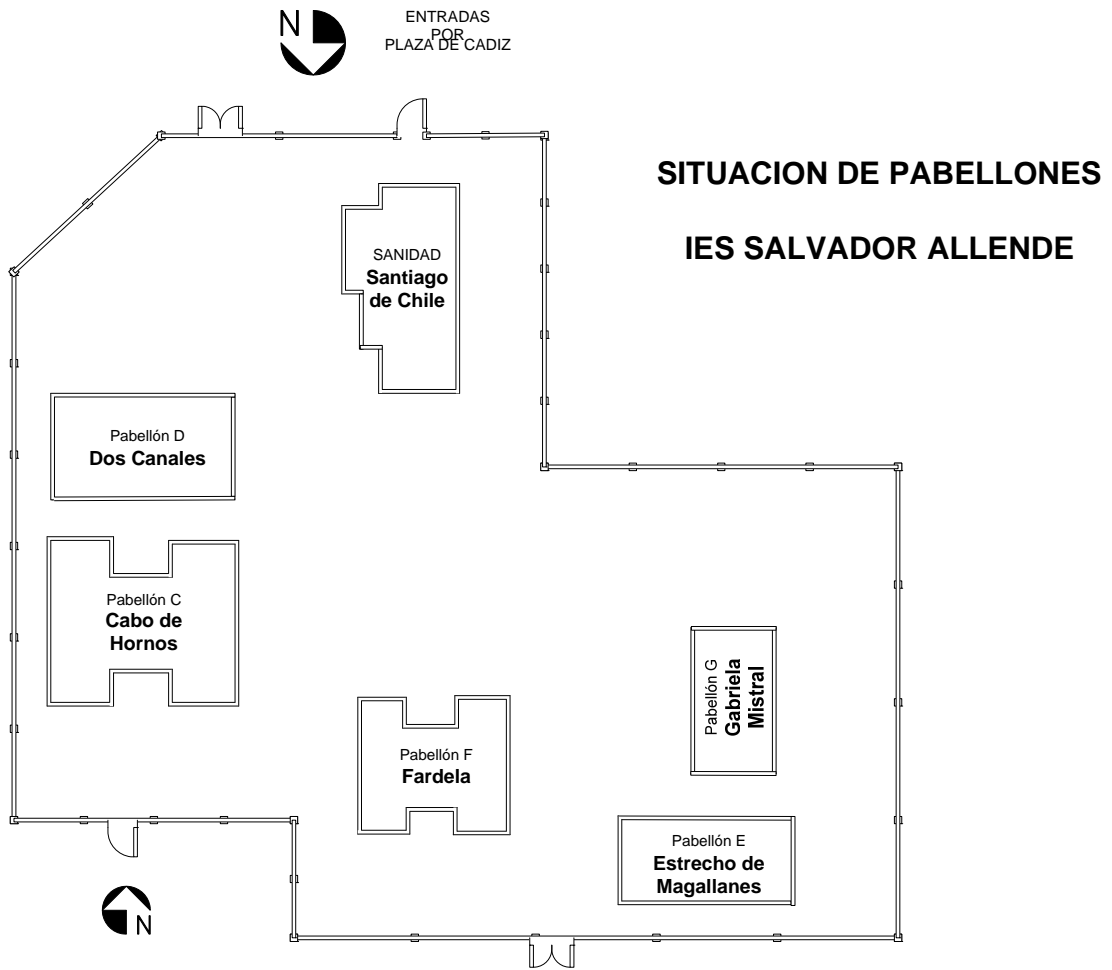 N
ENTRADAS
POR
PLAZA DE CADIZ
SITUACION DE PABELLONES
IES SALVADOR ALLENDE
SANIDAD
Santiago
de Chile
Pabellón D
Dos Canales
Pabellón C
Cabo de
Hornos
Pabellón G
Gabriela
Mistral
Pabellón F
Fardela
Pabellón E
Estrecho de
Magallanes
N